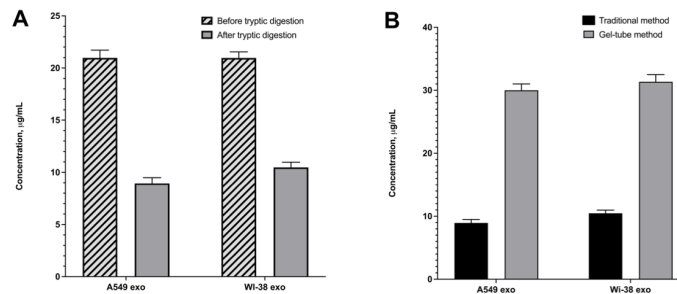 A
Before tryptic digestion
After tryptic digestion
Concentration, µg/mL
25
20
15
10
5
0
A549 exo
WI-38 exo
B
Traditional method
Gel-tube method
Concentration, µg/mL
40
30
20
10
0
A549 exo
Wi-38 exo